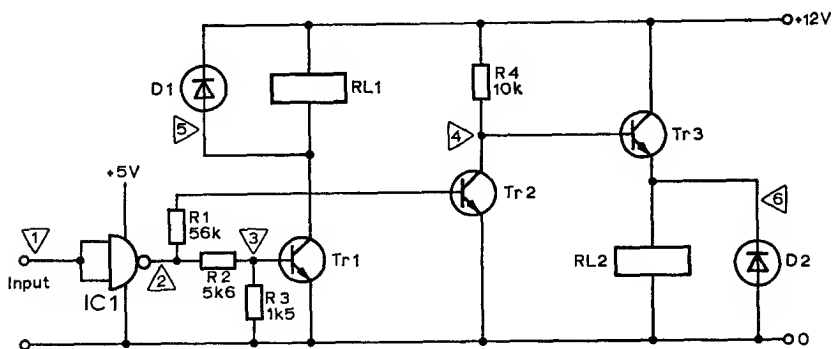 +12V
D1
RL1
R4
10k
5
4
Tr3
+5V
Tr2
6
1
R1
56k
3
Tr1
Input
IC1
2
R2
5k6
R3
1k5
RL2
D2
0